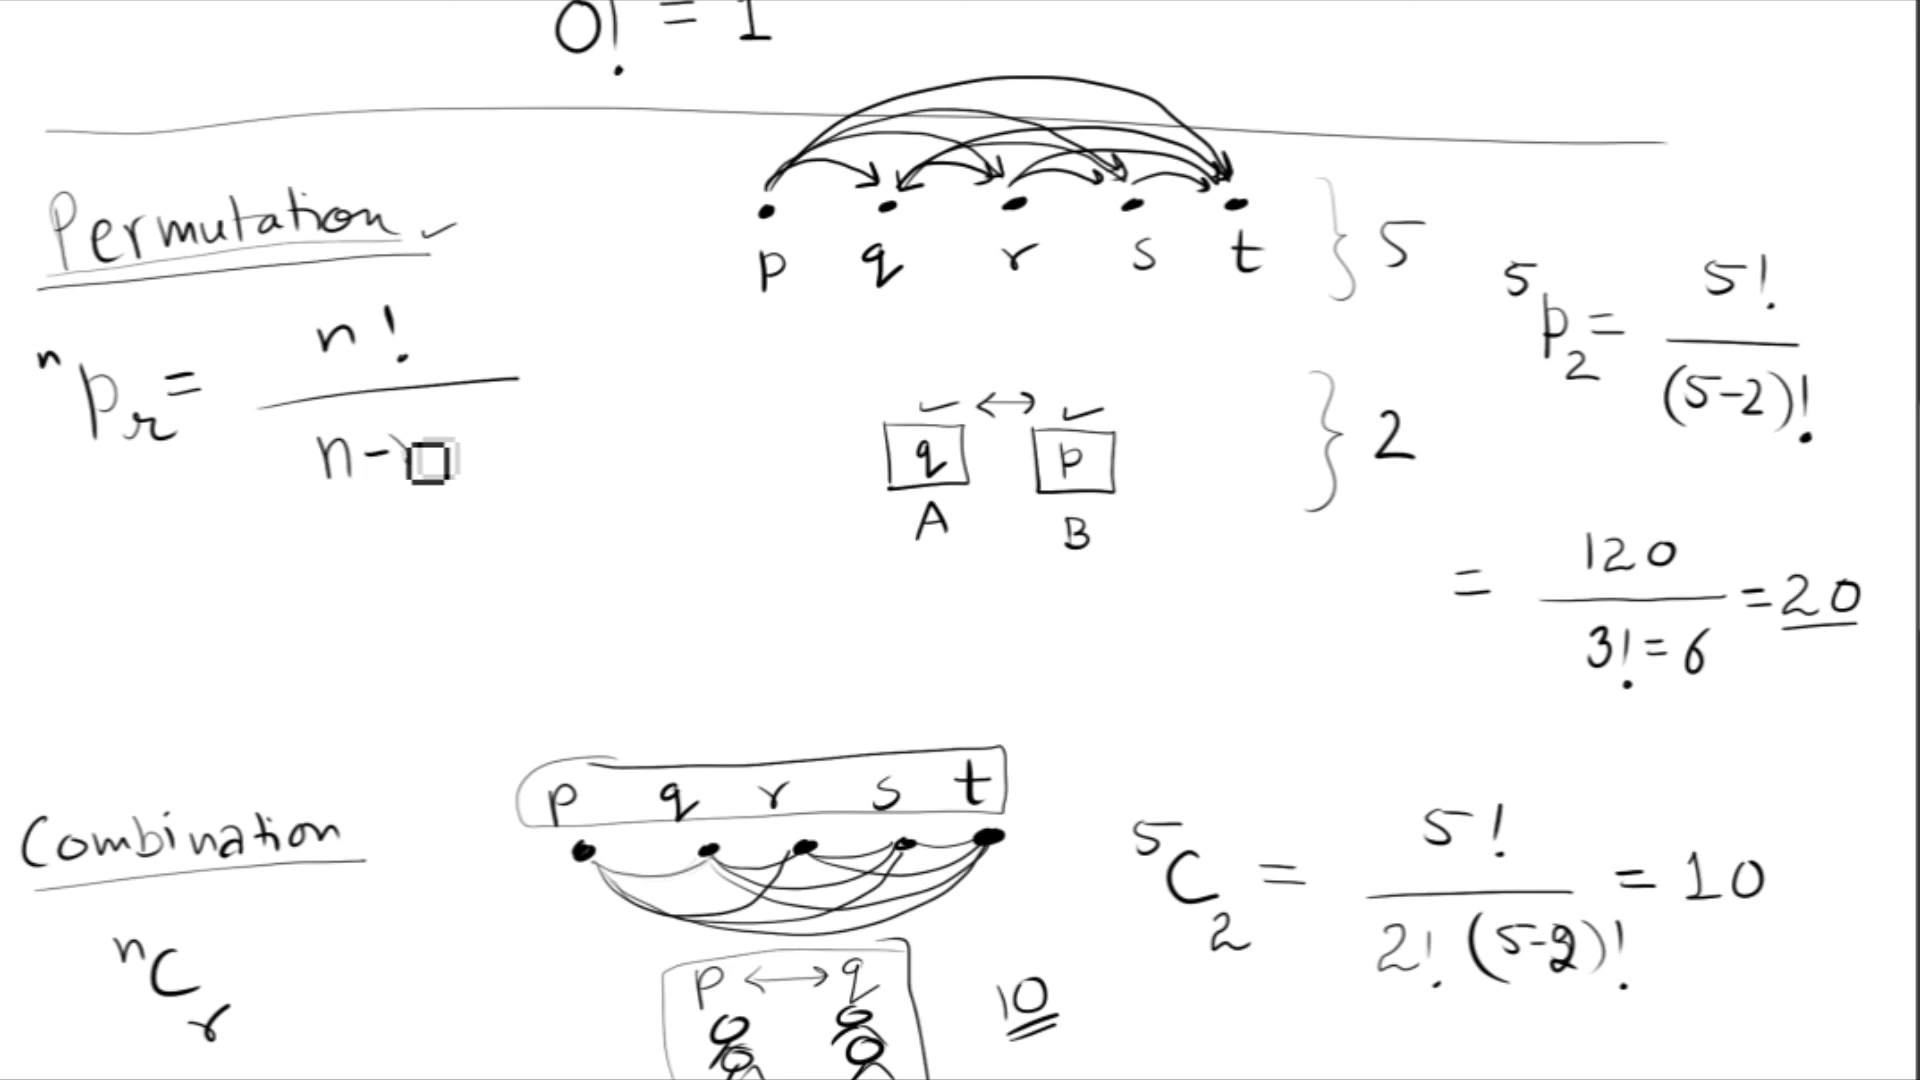 0! = 1
Permutation
p q r s t } 5
ⁿPᵣ = n! / n-
q p } 2
A B
⁵P₂ = 5! / (5-2)!
= 120 / 3! = 6 = 20
Combination
p q r s t
ⁿCᵣ
p ↔ q
10
⁵C₂ = 5! / 2! (5-2)! = 10